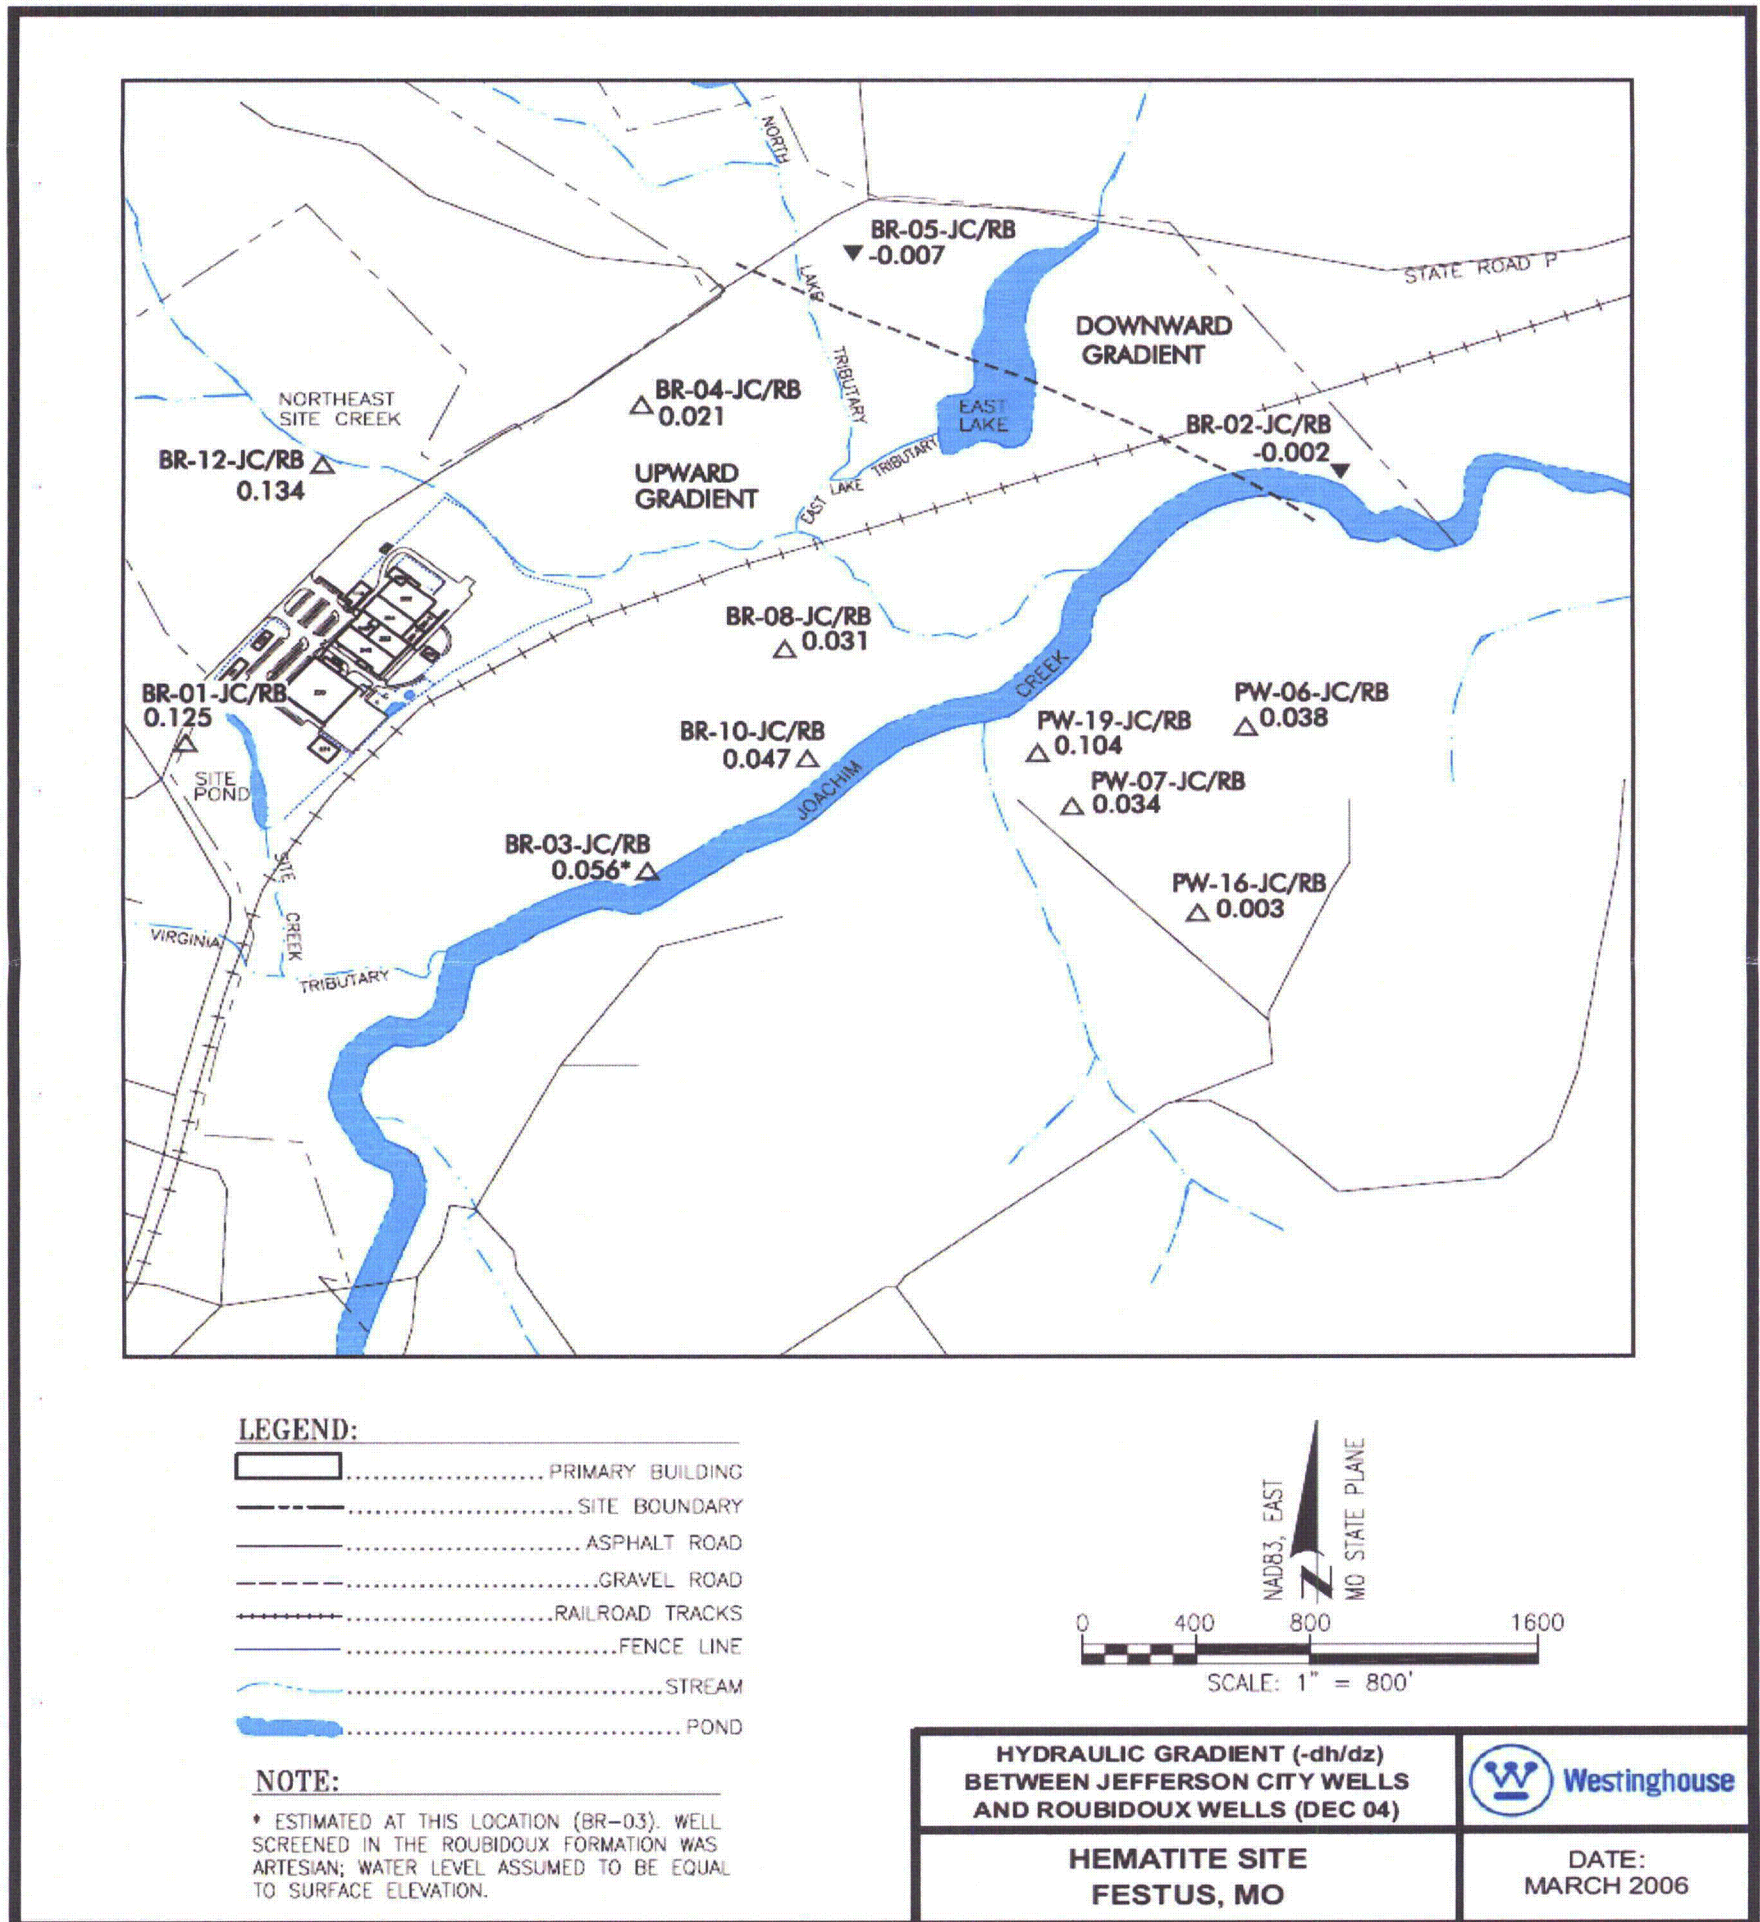 NORTH
LAKE
TRIBUTARY
BR-05-JC/RB
-0.007
STATE ROAD P
DOWNWARD
GRADIENT
BR-04-JC/RB
0.021
NORTHEAST
SITE CREEK
EAST
LAKE
BR-02-JC/RB
-0.002
BR-12-JC/RB
0.134
UPWARD
GRADIENT
EAST LAKE TRIBUTARY
BR-08-JC/RB
0.031
BR-01-JC/RB
0.125
SITE
POND
BR-10-JC/RB
0.047
JOACHIM CREEK
PW-06-JC/RB
0.038
PW-19-JC/RB
0.104
PW-07-JC/RB
0.034
BR-03-JC/RB
0.056*
PW-16-JC/RB
0.003
SITE CREEK
VIRGINIA TRIBUTARY
LEGEND:
PRIMARY BUILDING
SITE BOUNDARY
ASPHALT ROAD
GRAVEL ROAD
RAILROAD TRACKS
FENCE LINE
STREAM
POND
NOTE:
* ESTIMATED AT THIS LOCATION (BR-03). WELL
SCREENED IN THE ROUBIDOUX FORMATION WAS
ARTESIAN; WATER LEVEL ASSUMED TO BE EQUAL
TO SURFACE ELEVATION.
NAD83, EAST
MO STATE PLANE
N
0 400 800 1600
SCALE: 1" = 800'
HYDRAULIC GRADIENT (-dh/dz)
BETWEEN JEFFERSON CITY WELLS
AND ROUBIDOUX WELLS (DEC 04)
W Westinghouse
HEMATITE SITE
FESTUS, MO
DATE:
MARCH 2006